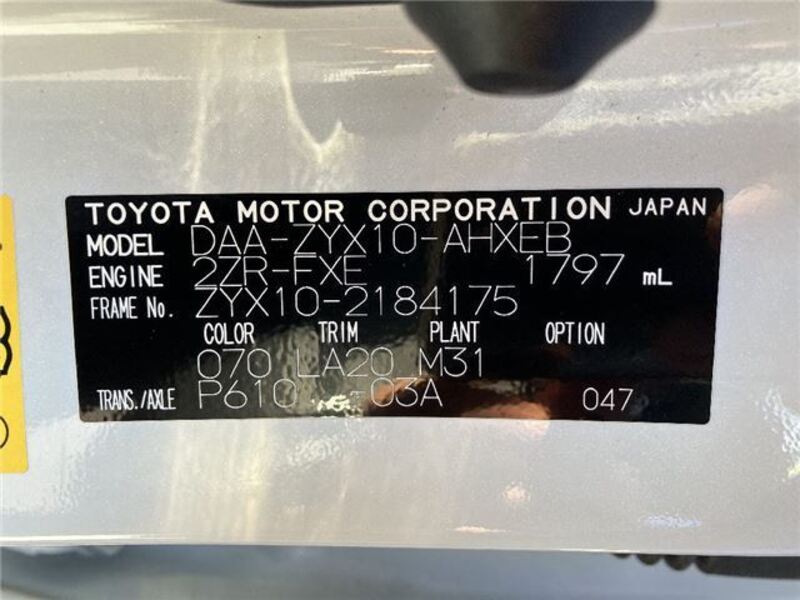 TOYOTA MOTOR CORPORATION JAPAN
MODEL DAA-ZYX10-AHXEB
ENGINE 2ZR-FXE 1797 mL
FRAME No. ZYX10-2184175
COLOR TRIM PLANT OPTION
070 LA20 M31
TRANS./AXLE P610 -03A 047